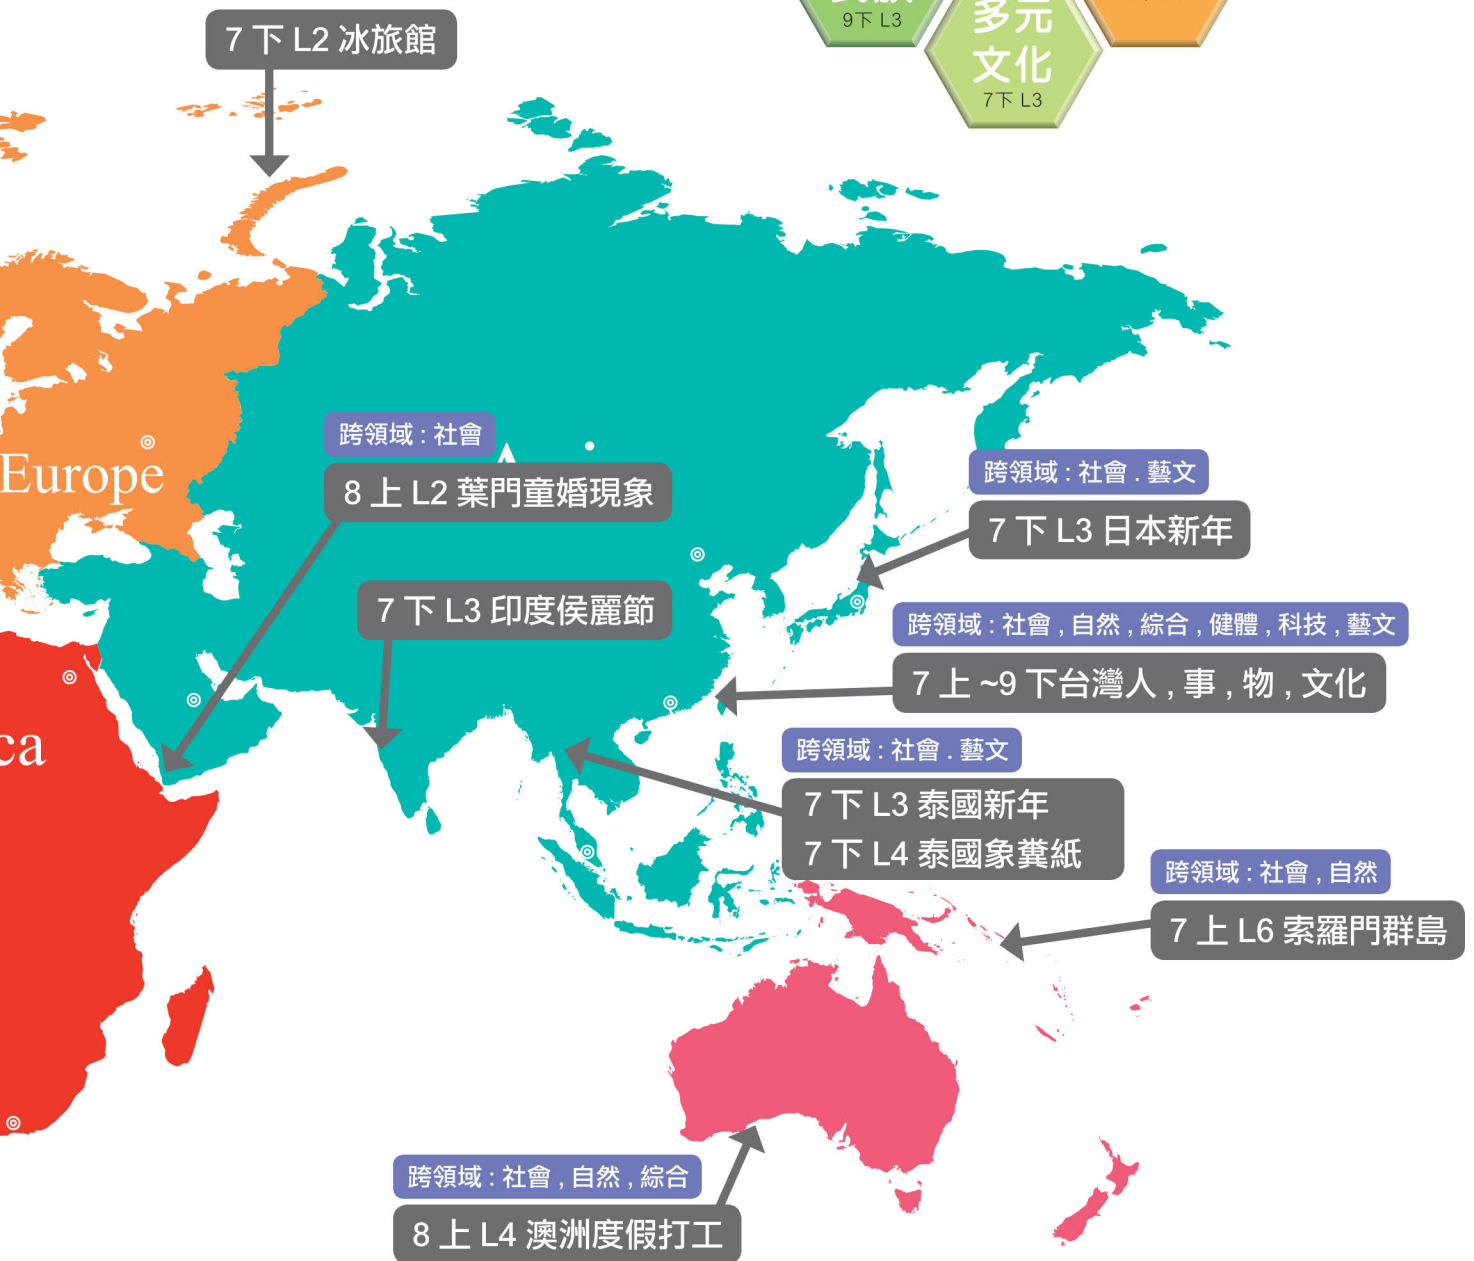 9下 L3
多元
文化
7下 L3
7 下 L2 冰旅館
跨領域 : 社會
8 上 L2 葉門童婚現象
Europe
跨領域 : 社會 . 藝文
7 下 L3 日本新年
7 下 L3 印度侯麗節
跨領域 : 社會 , 自然 , 綜合 , 健體 , 科技 , 藝文
7 上 ~9 下台灣人 , 事 , 物 , 文化
ca
跨領域 : 社會 . 藝文
7 下 L3 泰國新年
7 下 L4 泰國象糞紙
跨領域 : 社會 , 自然
7 上 L6 索羅門群島
跨領域 : 社會 , 自然 , 綜合
8 上 L4 澳洲度假打工